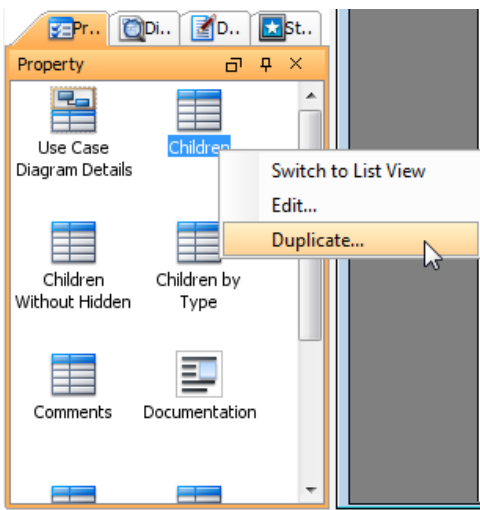 Pr.. Di.. D.. St..
Property
Use Case
Diagram Details
Children
Switch to List View
Edit...
Duplicate...
Children
Without Hidden
Children by
Type
Comments
Documentation